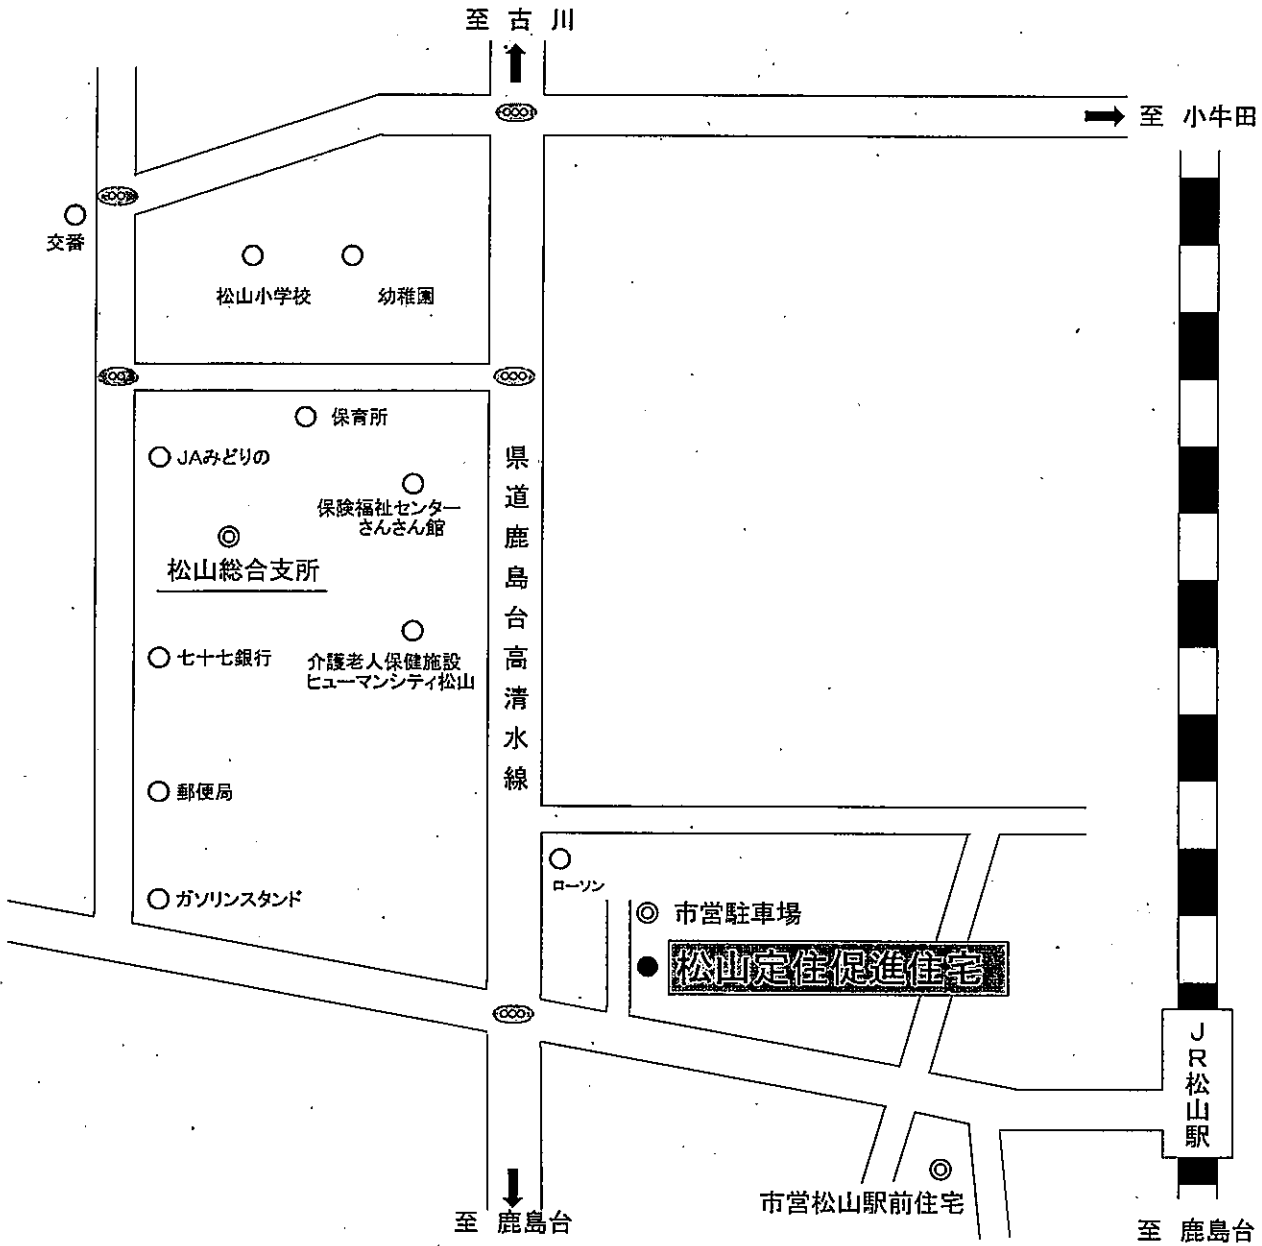 至 古 川
至 小牛田
交番
松山小学校
幼稚園
保育所
JAみどりの
保険福祉センター
さんさん館
松山総合支所
県道鹿島台高清水線
七十七銀行
介護老人保健施設
ヒューマンシティ松山
郵便局
ローソン
ガソリンスタンド
市営駐車場
松山定住促進住宅
JR松山駅
市営松山駅前住宅
至 鹿島台
至 鹿島台